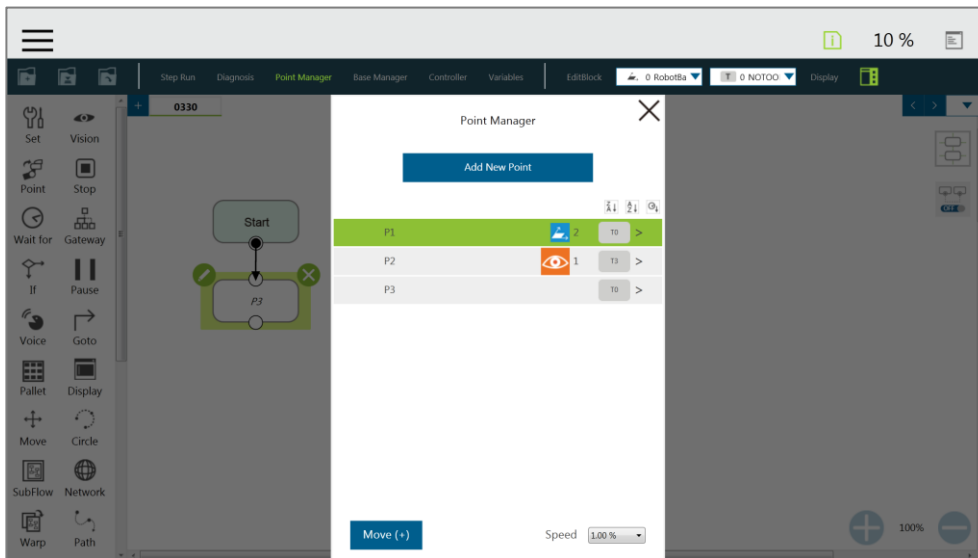 10 %
Step Run Diagnosis Point Manager Base Manager Controller Variables EditBlock 0 RobotBa T 0 NOTOO Display
0330
Set Vision
Point Stop
Wait for Gateway
If Pause
Voice Goto
Pallet Display
Move Circle
SubFlow Network
Warp Path
Start
P3
Point Manager
Add New Point
P1 2 T0 >
P2 1 T3 >
P3 T0 >
Move (+) Speed 1.00 %
OFF
100%